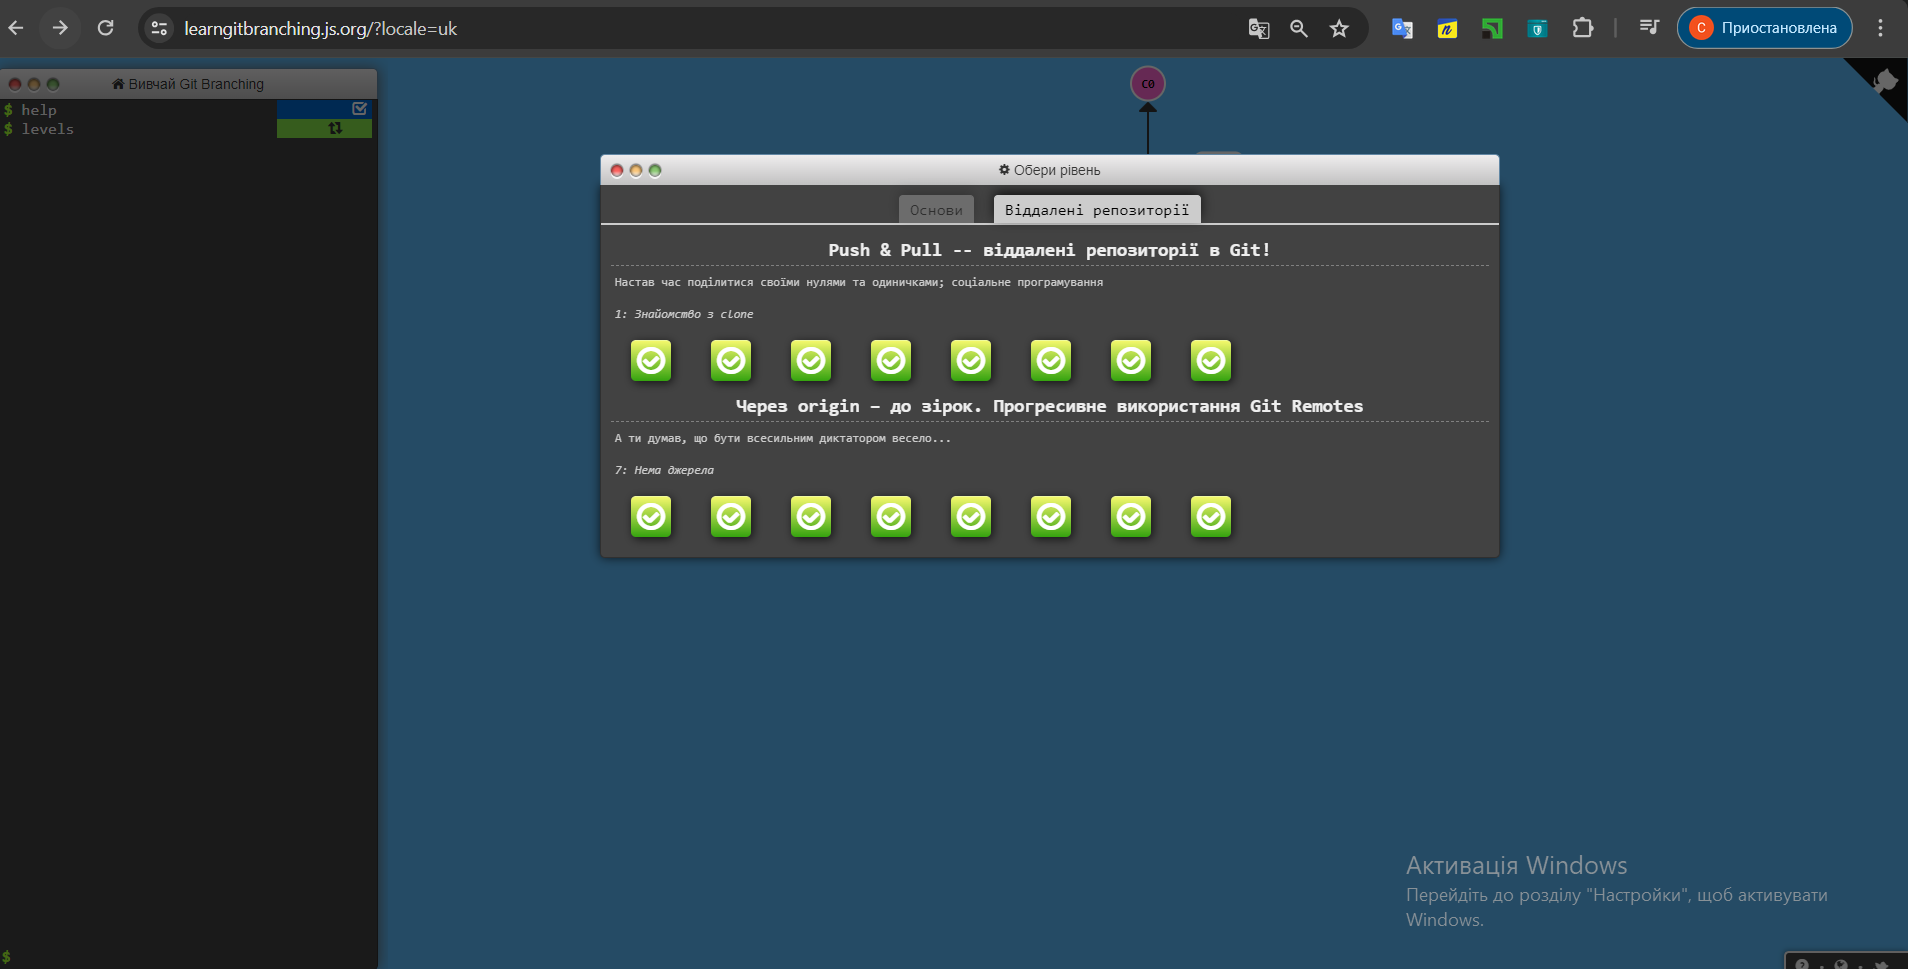 learngitbranching.js.org/?locale=uk
С Приостановлена
Вивчай Git Branching
$ help
$ levels
$
C0
Обери рівень
Основи
Віддалені репозиторії
Push & Pull -- віддалені репозиторії в Git!
Настав час поділитися своїми нулями та одиничками; соціальне програмування
1: Знайомство з clone
Через origin – до зірок. Прогресивне використання Git Remotes
А ти думав, що бути всесильним диктатором весело...
7: Нема джерела
Активація Windows
Перейдіть до розділу "Настройки", щоб активувати
Windows.